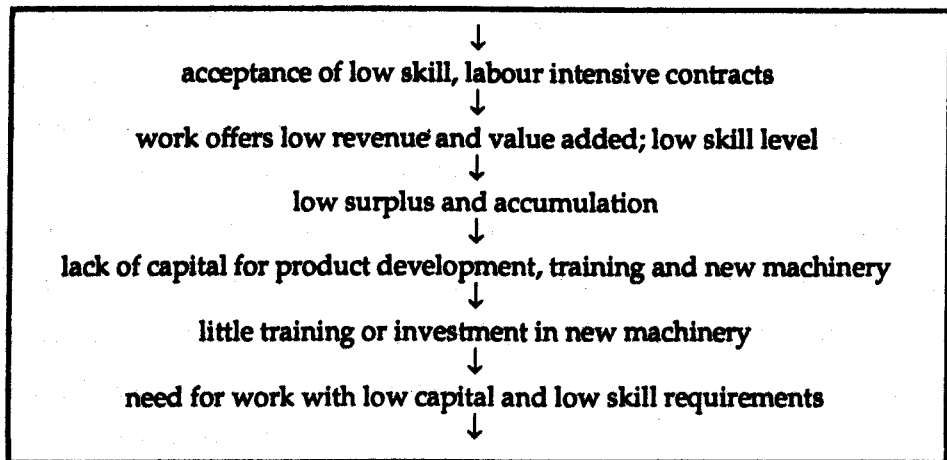 ↓
acceptance of low skill, labour intensive contracts
↓
work offers low revenue and value added; low skill level
↓
low surplus and accumulation
↓
lack of capital for product development, training and new machinery
↓
little training or investment in new machinery
↓
need for work with low capital and low skill requirements
↓